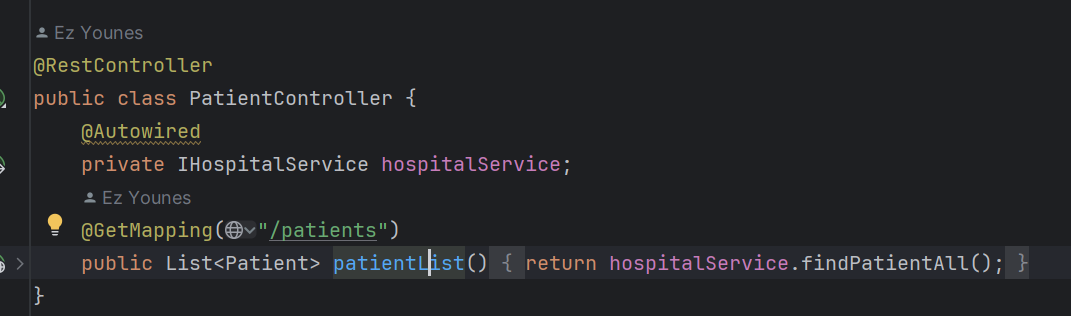 Ez Younes
@RestController
public class PatientController {
@Autowired
private IHospitalService hospitalService;
Ez Younes
@GetMapping("/patients")
public List<Patient> patientList() { return hospitalService.findPatientAll(); }
}